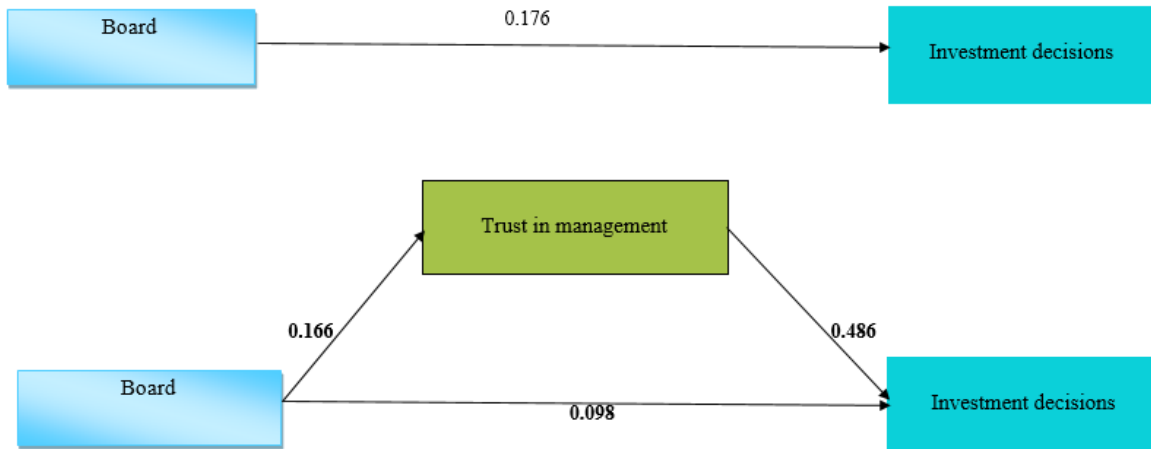 0.176
Board
Investment decisions
Trust in management
0.166
0.486
Board
0.098
Investment decisions